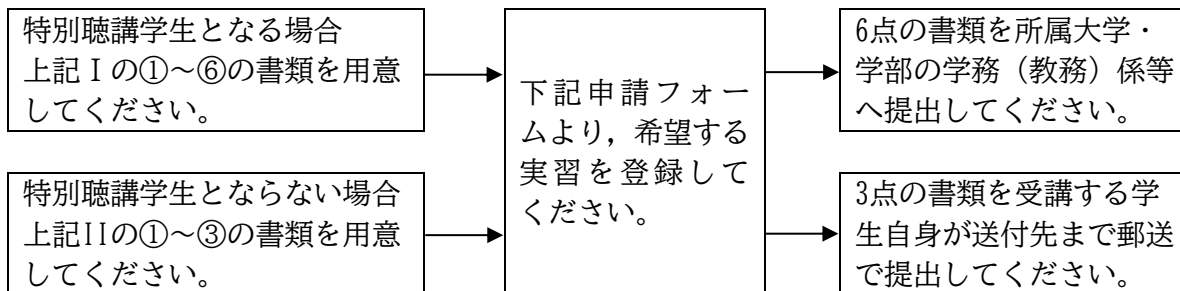 特別聴講学生となる場合
上記Ⅰの①～⑥の書類を用意
してください。
特別聴講学生とならない場合
上記IIの①～③の書類を用意
してください。
下記申請フォー
ムより，希望する
実習を登録して
ください。
6点の書類を所属大学・
学部の学務（教務）係等
へ提出してください。
3点の書類を受講する学
生自身が送付先まで郵送
で提出してください。